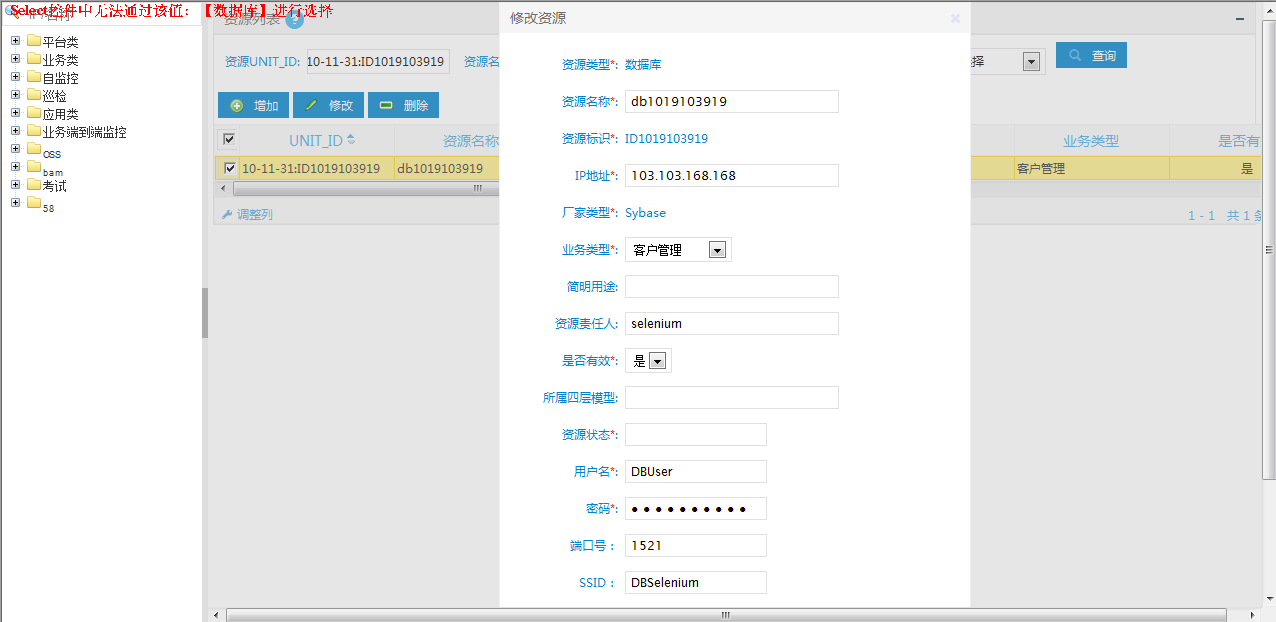 Select控件中无法通过该值：【数据库】进行选择
平台类
业务类
自监控
巡检
应用类
业务端到端监控
oss
bam
考试
58
资源列表 ?
资源UNIT_ID: 10-11-31:ID1019103919 资源名
择 查询
增加 修改 删除
UNIT_ID 资源名称 业务类型 是否有
10-11-31:ID1019103919 db1019103919 客户管理 是
调整列 1 - 1 共 1 条
修改资源
资源类型*: 数据库
资源名称*: db1019103919
资源标识*: ID1019103919
IP地址*: 103.103.168.168
厂家类型*: Sybase
业务类型*: 客户管理
简明用途:
资源责任人: selenium
是否有效*: 是
所属四层模型:
资源状态*:
用户名*: DBUser
密码*: ●●●●●●●●●●
端口号： 1521
SSID： DBSelenium